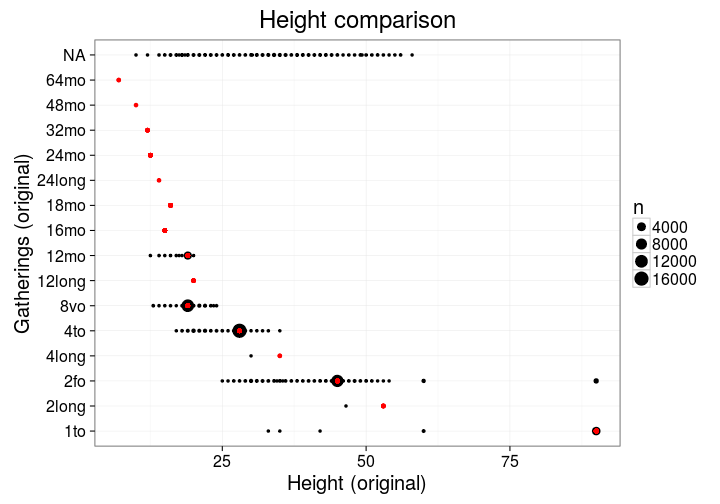 Height comparison
Gatherings (original)
NA
64mo
48mo
32mo
24mo
24long
18mo
16mo
12mo
12long
8vo
4to
4long
2fo
2long
1to
25 50 75
Height (original)
n
4000
8000
12000
16000